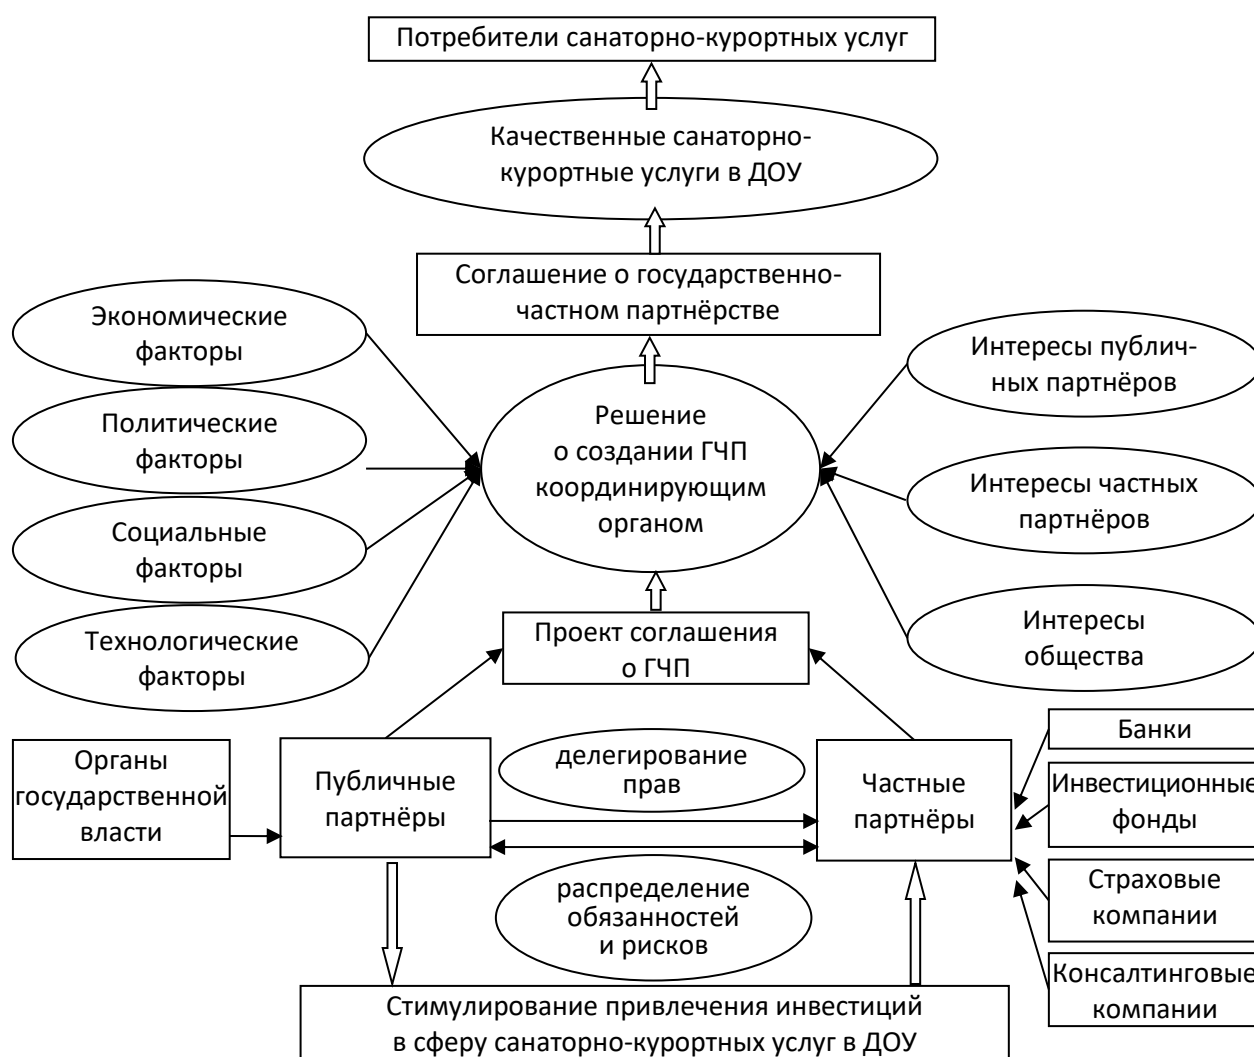 Потребители санаторно-курортных услуг
Качественные санаторно-
курортные услуги в ДОУ
Соглашение о государственно-
частном партнёрстве
Экономические
факторы
Политические
факторы
Социальные
факторы
Технологические
факторы
Решение
о создании ГЧП
координирующим
органом
Интересы публич-
ных партнёров
Интересы частных
партнёров
Интересы
общества
Проект соглашения
о ГЧП
Органы
государственной
власти
Публичные
партнёры
делегирование
прав
распределение
обязанностей
и рисков
Частные
партнёры
Банки
Инвестиционные
фонды
Страховые
компании
Консалтинговые
компании
Стимулирование привлечения инвестиций
в сферу санаторно-курортных услуг в ДОУ